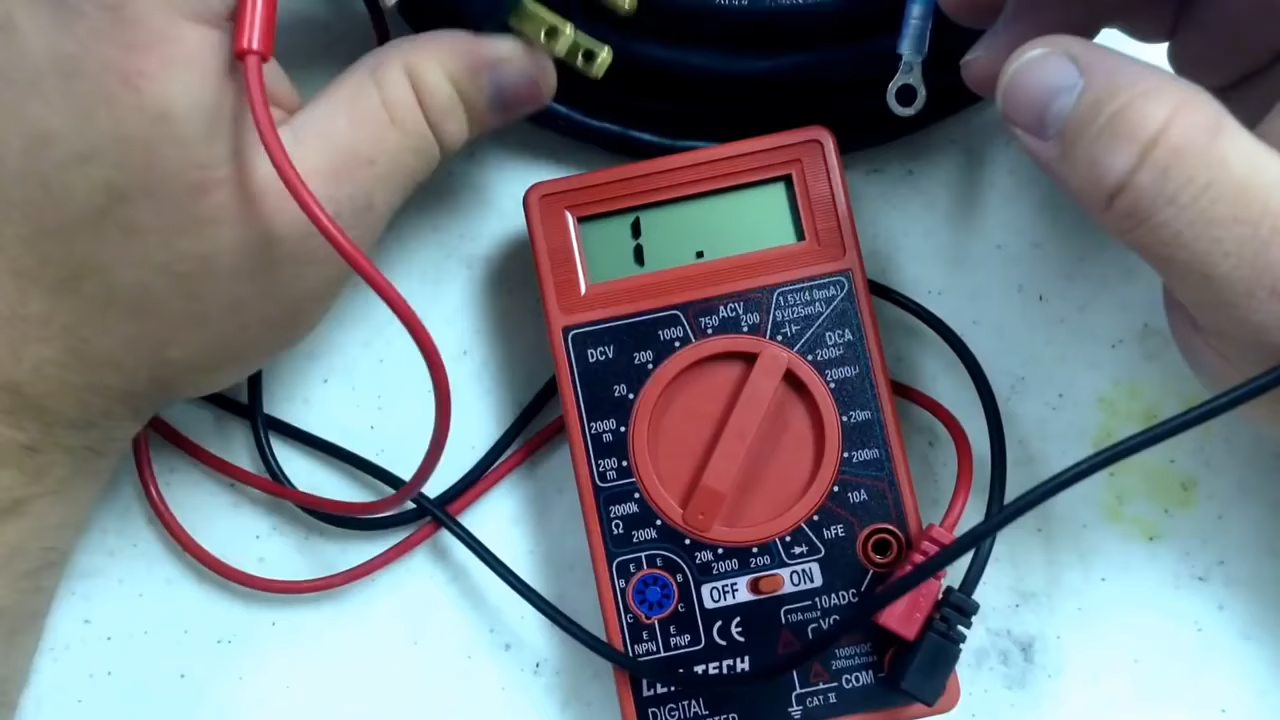 1 .
1.5V(4.0mA)
9V(25mA)
ACV
750
200
1000
DCV
200
20
2000
m
200
m
2000k
Ω
200k
20k
2000
200
DCA
200µ
2000µ
20m
200m
10A
hFE
OFF
ON
E
E
B
B
C
C
E
E
NPN
PNP
CE
10ADC
10Amax
1000VDC
200mAmax
COM
CAT II
TECH
DIGITAL